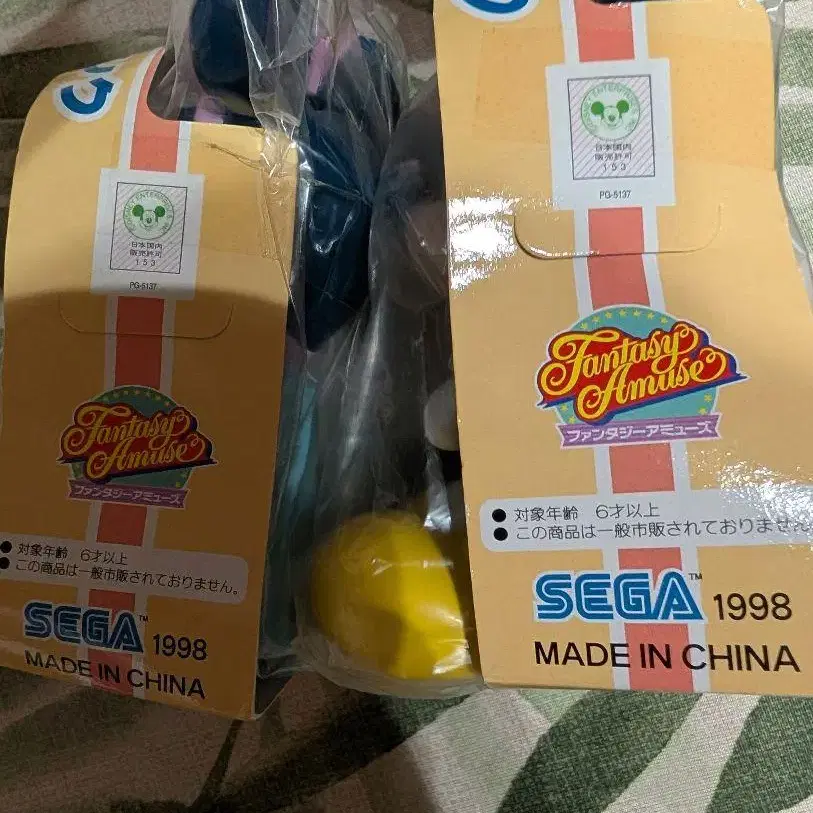 日本国内
販売許可
153
PG-5137
Fantasy
Amuse
ファンタジーアミューズ
● 対象年齢 6才以上
● この商品は一般市販されておりません。
SEGA™ 1998
MADE IN CHINA
日本国内
販売許可
153
PG-5137
Fantasy
Amuse
ファンタジーアミューズ
● 対象年齢 6才以上
● この商品は一般市販されておりません
SEGA™ 1998
MADE IN CHINA